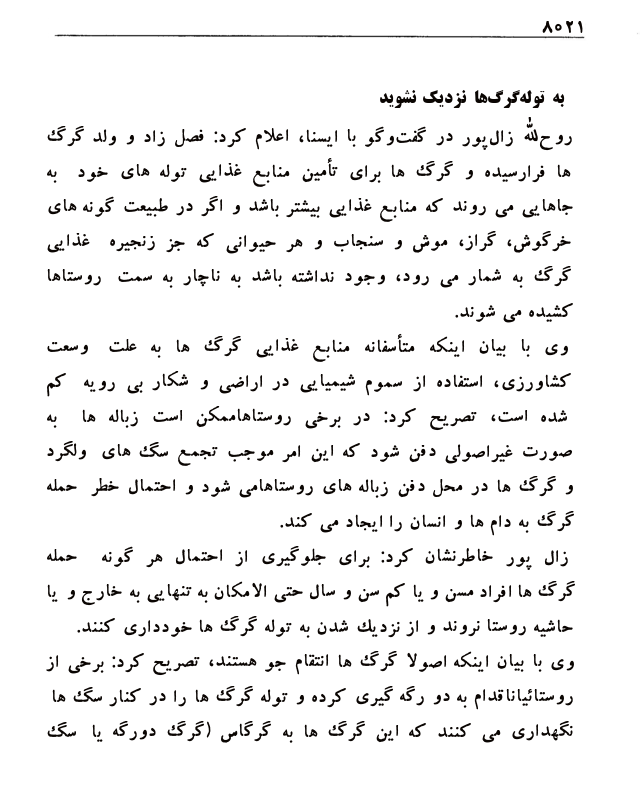 ۸۰۲۱
به توله‌گرگ‌ها نزدیک نشوید
روح‌الله زال‌پور در گفت‌وگو با ایسنا، اعلام کرد: فصل زاد و ولد گرگ
ها فرارسیده و گرگ ها برای تأمین منابع غذایی توله های خود به
جاهایی می روند که منابع غذایی بیشتر باشد و اگر در طبیعت گونه های
خرگوش، گراز، موش و سنجاب و هر حیوانی که جز زنجیره غذایی
گرگ به شمار می رود، وجود نداشته باشد به ناچار به سمت روستاها
کشیده می شوند.
وی با بیان اینکه متأسفانه منابع غذایی گرگ ها به علت وسعت
کشاورزی، استفاده از سموم شیمیایی در اراضی و شکار بی رویه کم
شده است، تصریح کرد: در برخی روستاهاممکن است زباله ها به
صورت غیراصولی دفن شود که این امر موجب تجمع سگ های ولگرد
و گرگ ها در محل دفن زباله های روستاهامی شود و احتمال خطر حمله
گرگ به دام ها و انسان را ایجاد می کند.
زال پور خاطرنشان کرد: برای جلوگیری از احتمال هر گونه حمله
گرگ ها افراد مسن و یا کم سن و سال حتی الامکان به تنهایی به خارج و یا
حاشیه روستا نروند و از نزدیک شدن به توله گرگ ها خودداری کنند.
وی با بیان اینکه اصولا گرگ ها انتقام جو هستند، تصریح کرد: برخی از
روستائیاناقدام به دو رگه گیری کرده و توله گرگ ها را در کنار سگ ها
نگهداری می کنند که این گرگ ها به گرگاس (گرگ دورگه یا سگ